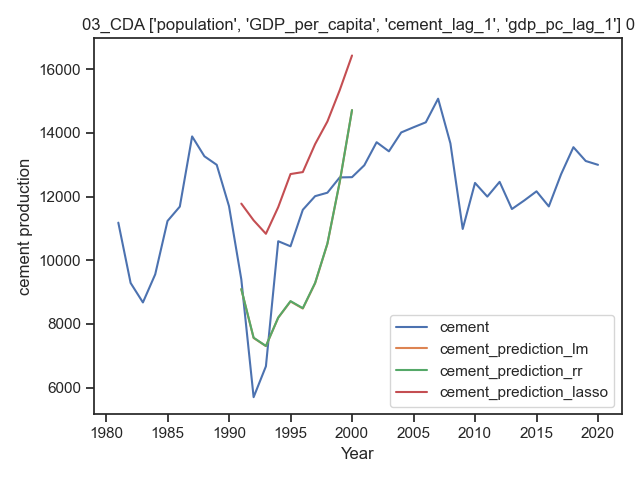 03_CDA ['population', 'GDP_per_capita', 'cement_lag_1', 'gdp_pc_lag_1'] 0
16000
14000
12000
10000
8000
6000
cement production
cement
cement_prediction_lm
cement_prediction_rr
cement_prediction_lasso
1980 1985 1990 1995 2000 2005 2010 2015 2020
Year